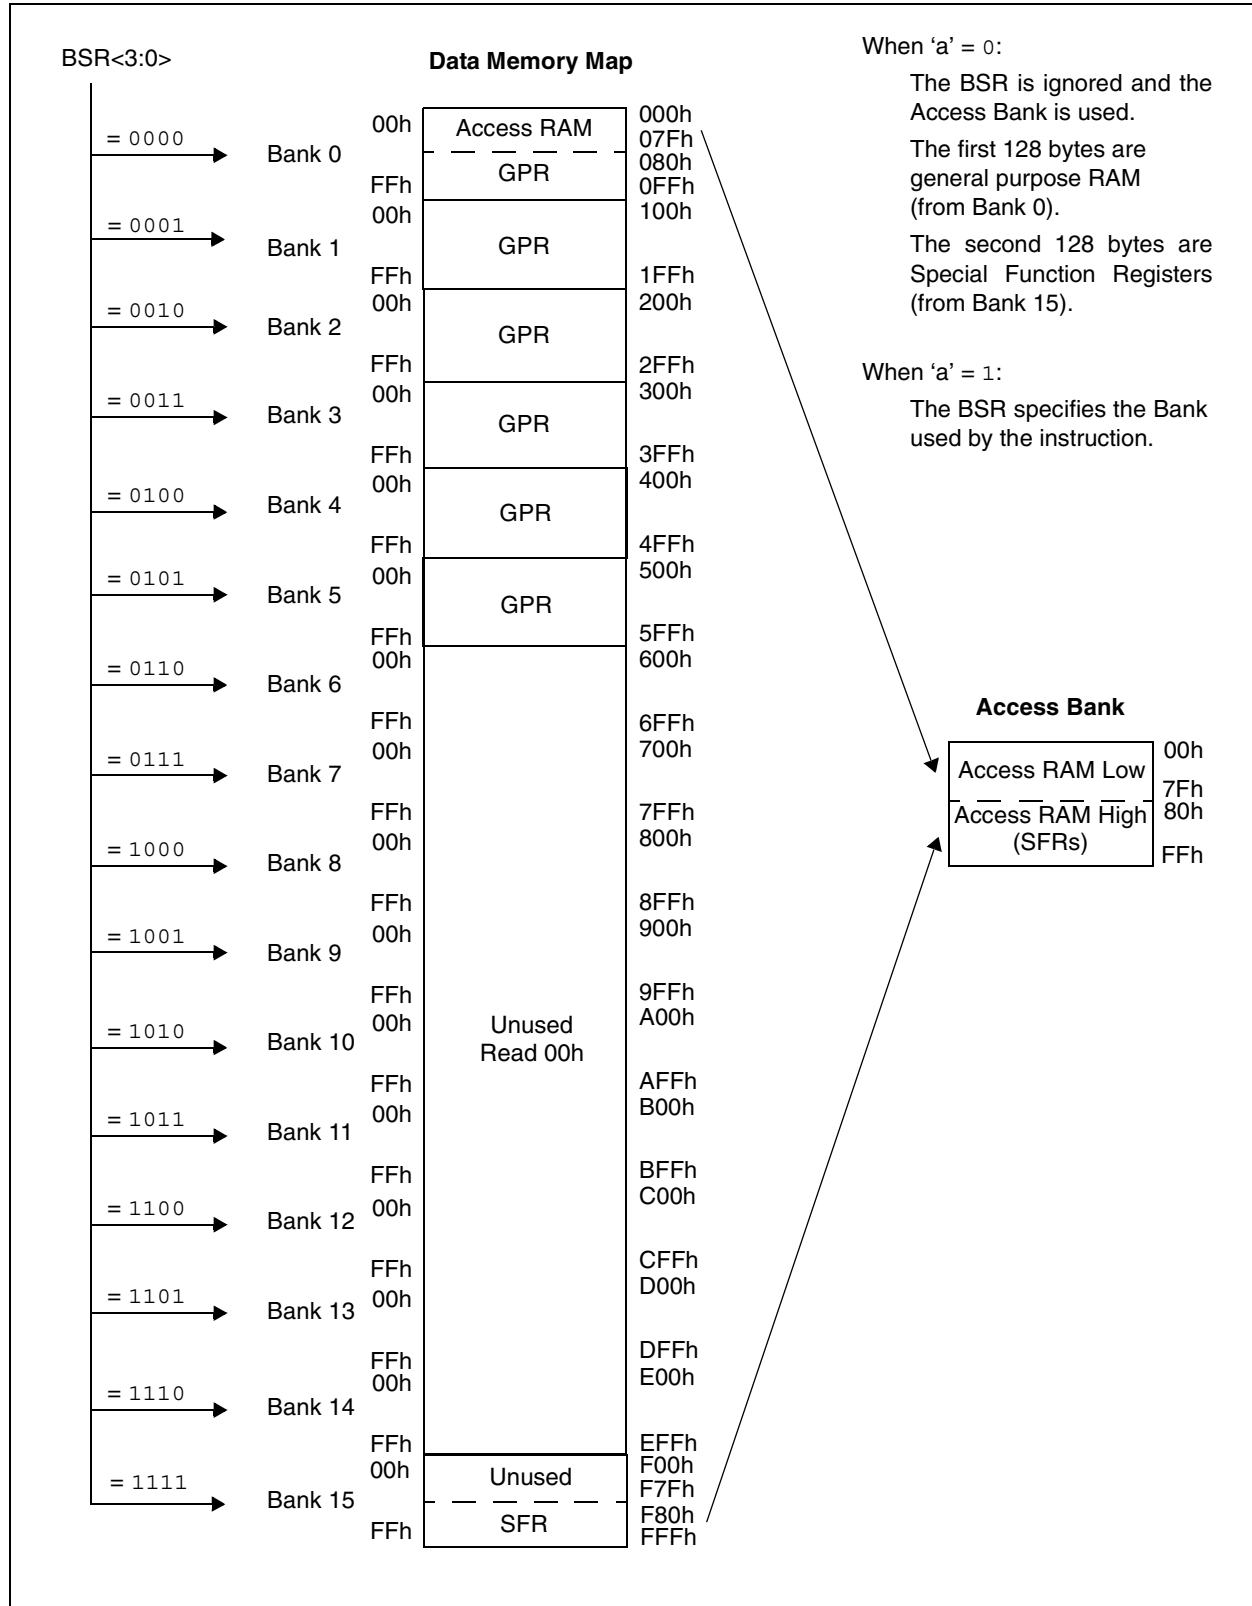 BSR<3:0>
Data Memory Map
When ‘a’ = 0:
The BSR is ignored and the
Access Bank is used.
The first 128 bytes are
general purpose RAM
(from Bank 0).
The second 128 bytes are
Special Function Registers
(from Bank 15).
When ‘a’ = 1:
The BSR specifies the Bank
used by the instruction.
= 0000
Bank 0
00h
FFh
Access RAM
GPR
000h
07Fh
080h
0FFh
= 0001
Bank 1
00h
FFh
GPR
100h
1FFh
= 0010
Bank 2
00h
FFh
GPR
200h
2FFh
= 0011
Bank 3
00h
FFh
GPR
300h
3FFh
= 0100
Bank 4
00h
FFh
GPR
400h
4FFh
= 0101
Bank 5
00h
FFh
GPR
500h
5FFh
= 0110
Bank 6
00h
FFh
600h
6FFh
= 0111
Bank 7
00h
FFh
700h
7FFh
= 1000
Bank 8
00h
FFh
800h
8FFh
= 1001
Bank 9
00h
FFh
900h
9FFh
= 1010
Bank 10
00h
FFh
Unused
Read 00h
A00h
AFFh
= 1011
Bank 11
00h
FFh
B00h
BFFh
= 1100
Bank 12
00h
FFh
C00h
CFFh
= 1101
Bank 13
00h
FFh
D00h
DFFh
= 1110
Bank 14
00h
FFh
E00h
EFFh
= 1111
Bank 15
00h
FFh
Unused
SFR
F00h
F7Fh
F80h
FFFh
Access Bank
Access RAM Low
Access RAM High
(SFRs)
00h
7Fh
80h
FFh